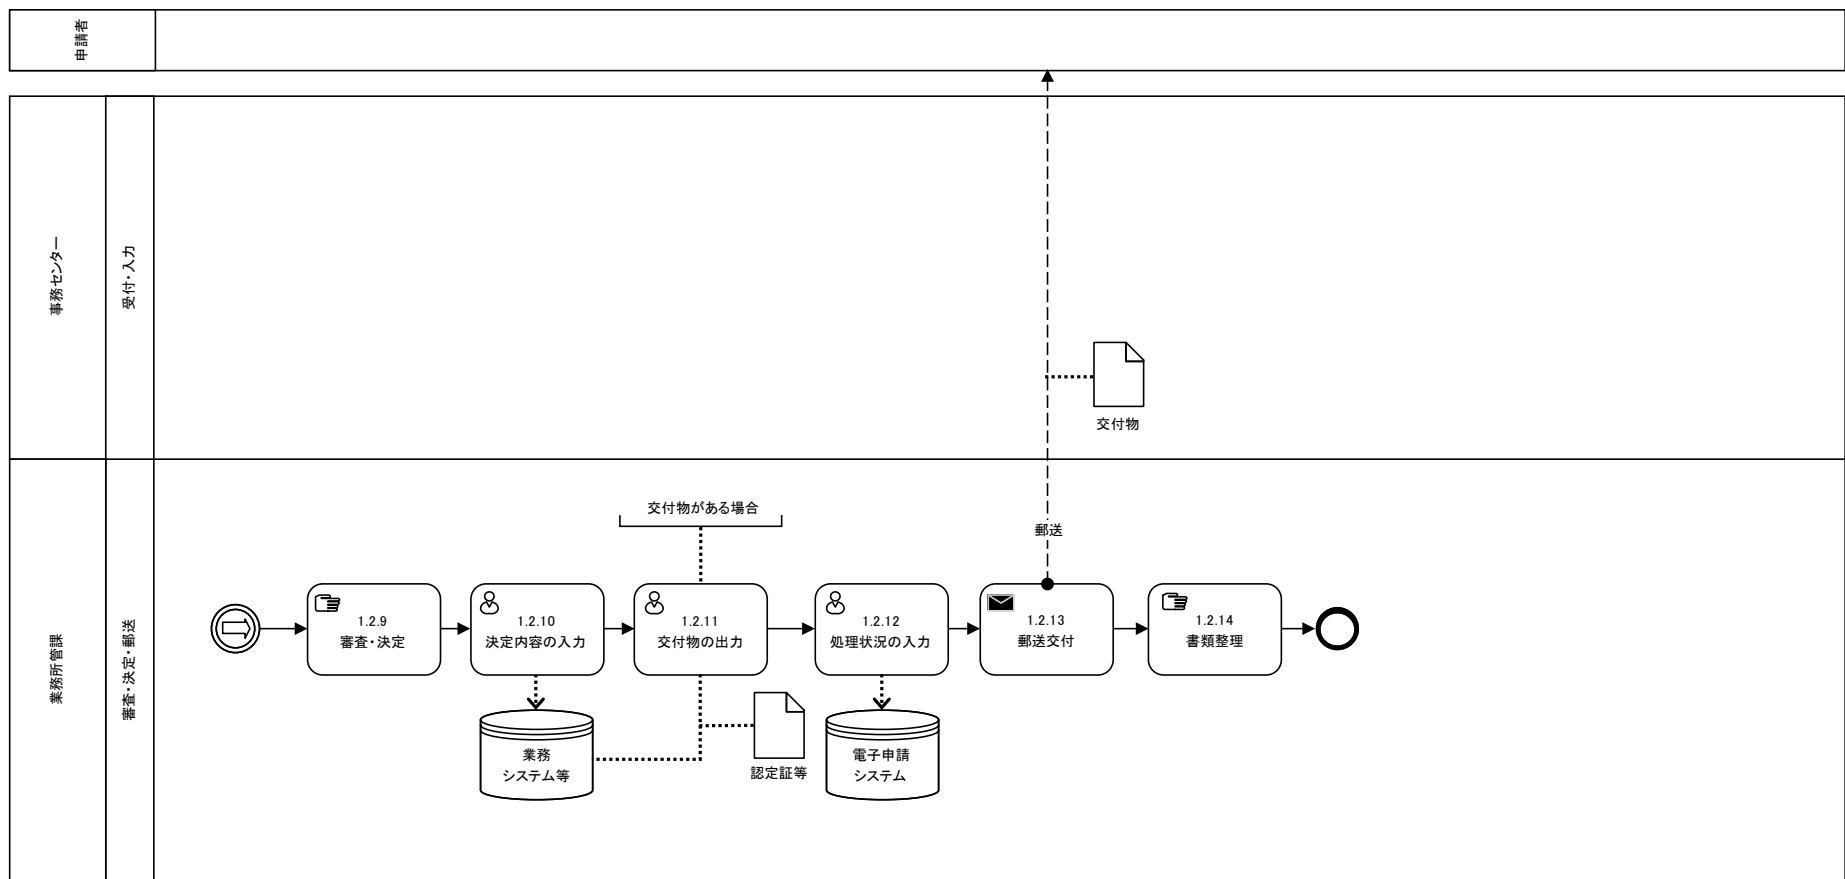 申請者
事務センター
受付・入力
交付物
業務所管課
審査・決定・郵送
交付物がある場合
郵送
1.2.9
審査・決定
1.2.10
決定内容の入力
1.2.11
交付物の出力
1.2.12
処理状況の入力
1.2.13
郵送交付
1.2.14
書類整理
業務
システム等
認定証等
電子申請
システム